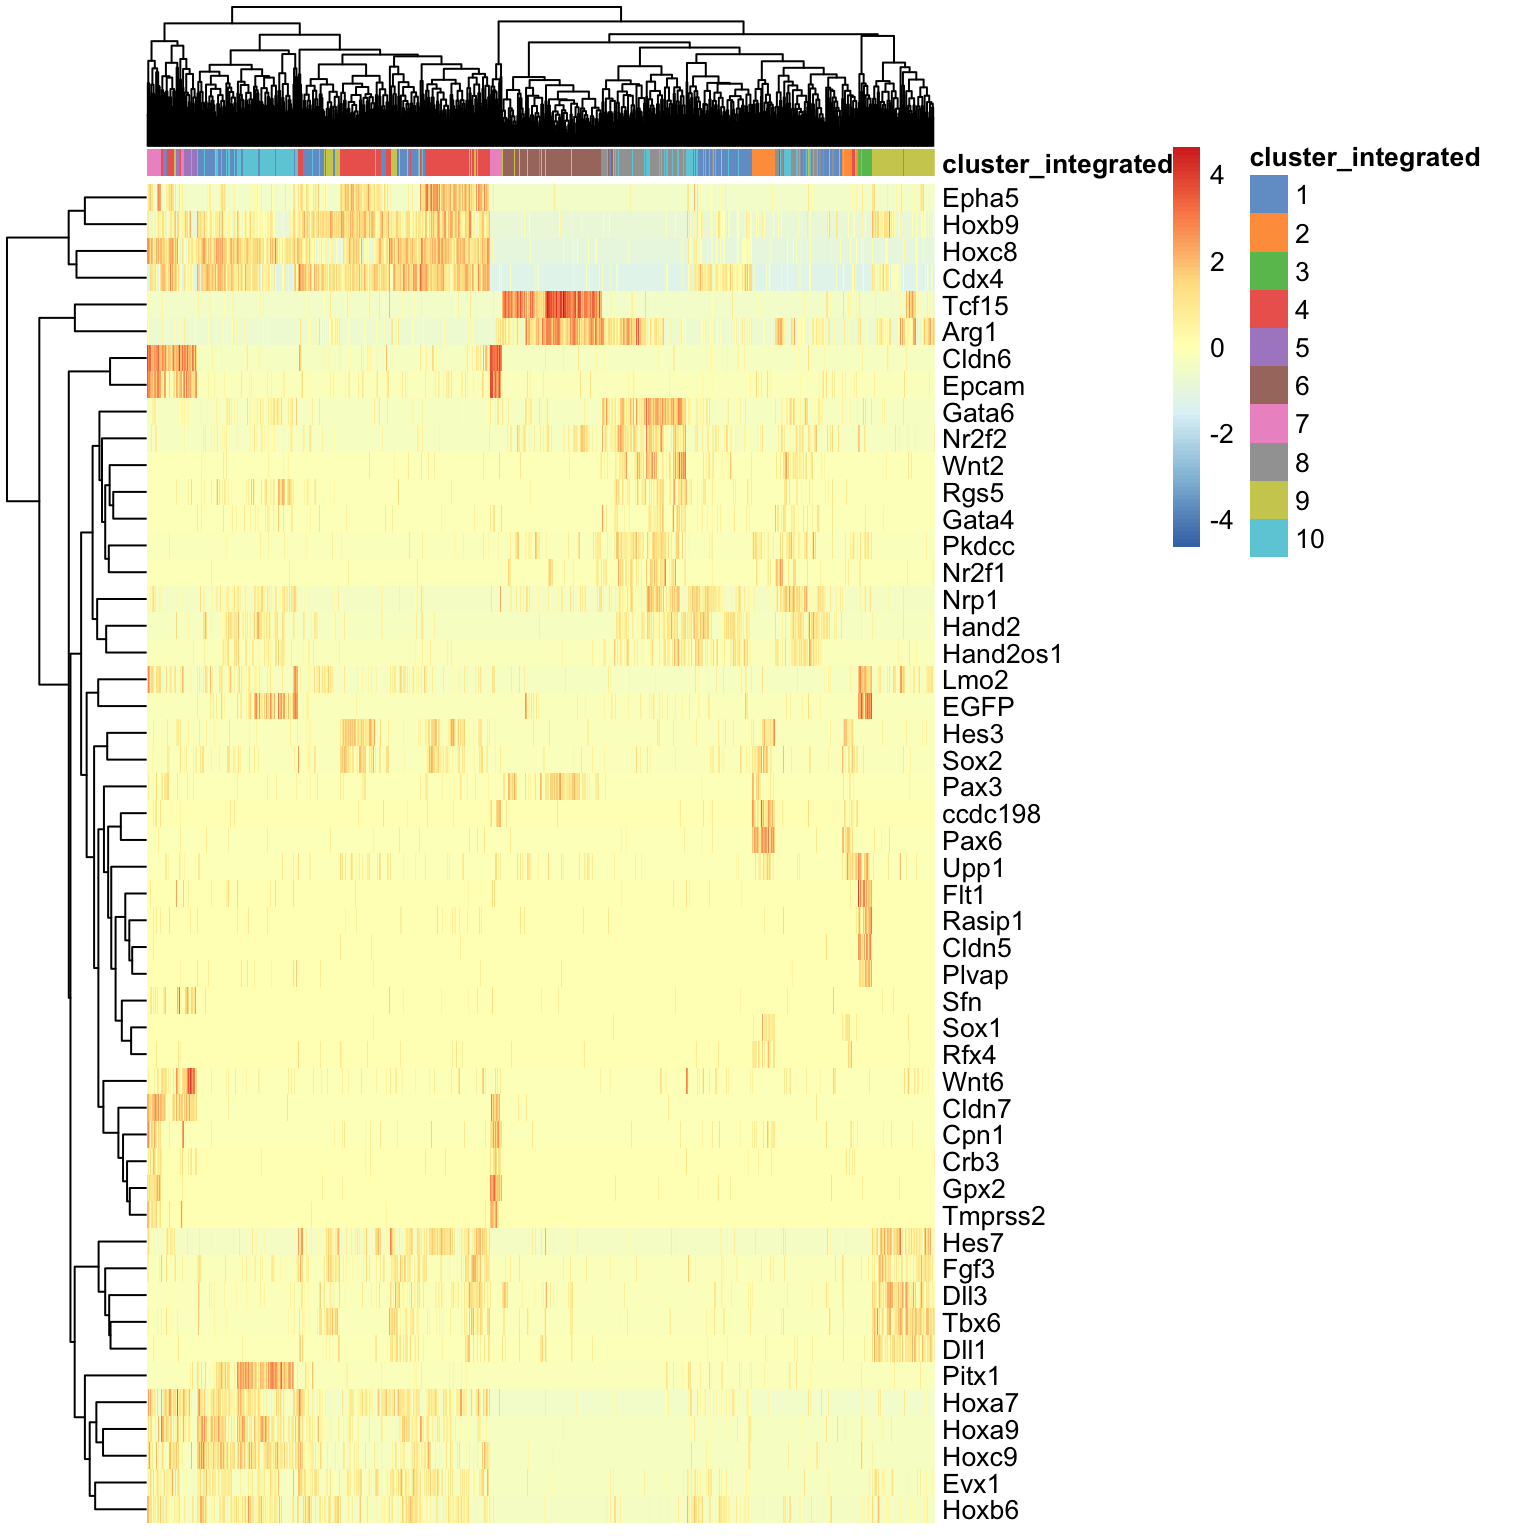 cluster_integrated
Epha5
Hoxb9
Hoxc8
Cdx4
Tcf15
Arg1
Cldn6
Epcam
Gata6
Nr2f2
Wnt2
Rgs5
Gata4
Pkdcc
Nr2f1
Nrp1
Hand2
Hand2os1
Lmo2
EGFP
Hes3
Sox2
Pax3
ccdc198
Pax6
Upp1
Flt1
Rasip1
Cldn5
Plvap
Sfn
Sox1
Rfx4
Wnt6
Cldn7
Cpn1
Crb3
Gpx2
Tmprss2
Hes7
Fgf3
Dll3
Tbx6
Dll1
Pitx1
Hoxa7
Hoxa9
Hoxc9
Evx1
Hoxb6
4
2
0
-2
-4
cluster_integrated
1
2
3
4
5
6
7
8
9
10